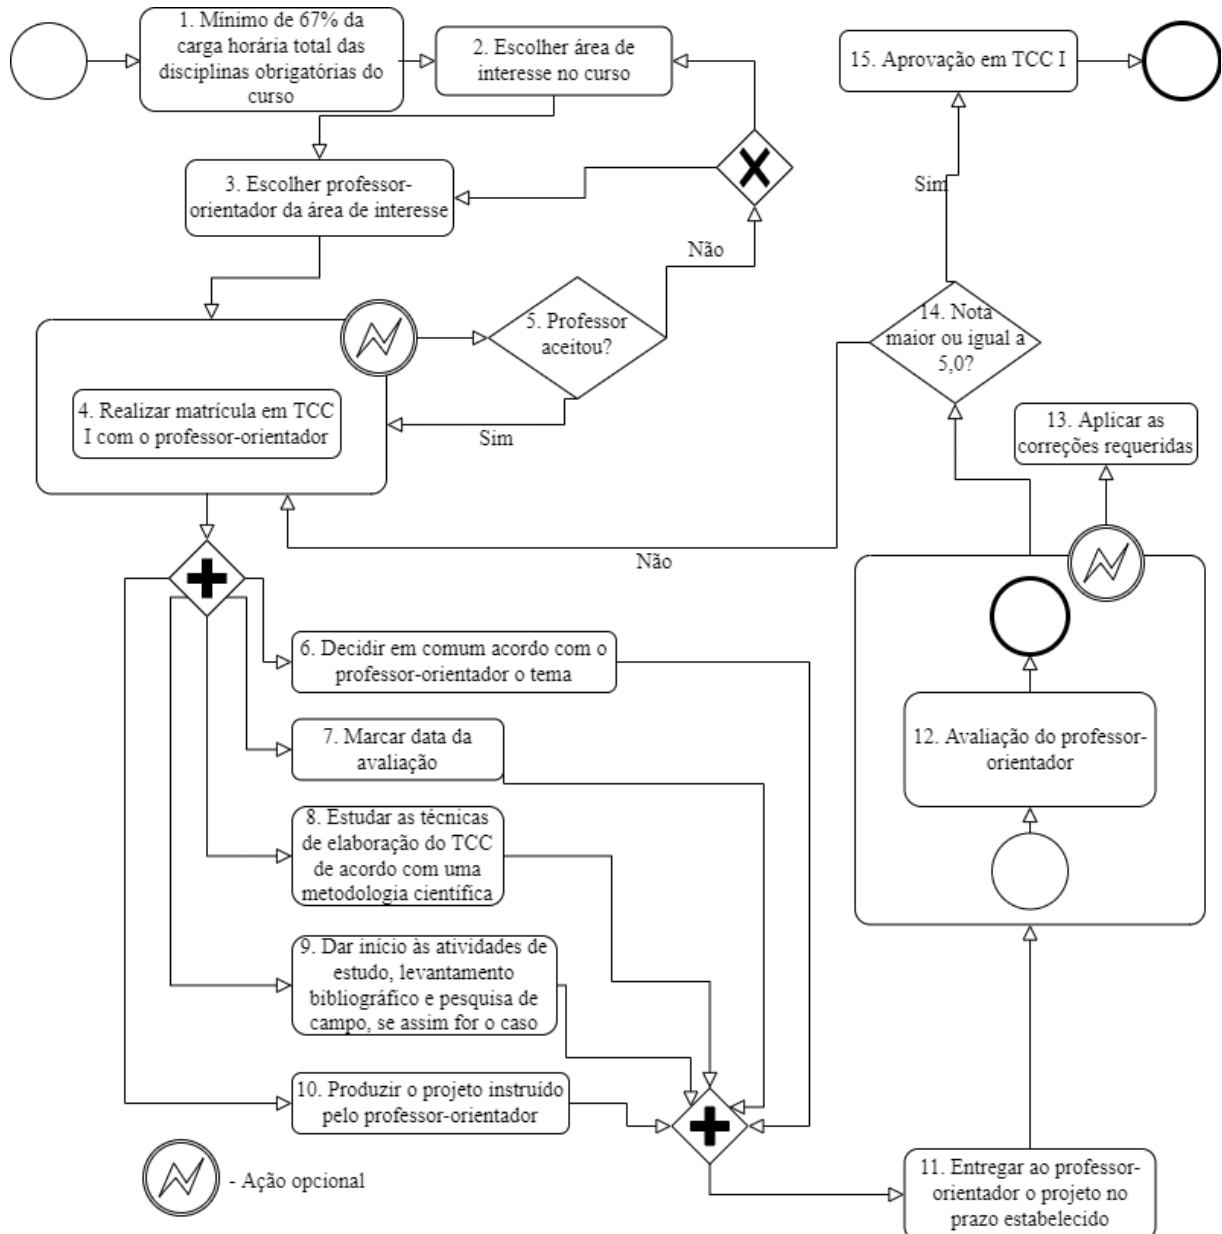 1. Mínimo de 67% da
carga horária total das
disciplinas obrigatórias do
curso
2. Escolher área de
interesse no curso
15. Aprovação em TCC I
3. Escolher professor-
orientador da área de interesse
Sim
Não
5. Professor
aceitou?
14. Nota
maior ou igual a
5,0?
4. Realizar matrícula em TCC
I com o professor-orientador
Sim
13. Aplicar as
correções requeridas
Não
6. Decidir em comum acordo com o
professor-orientador o tema
7. Marcar data da
avaliação
12. Avaliação do professor-
orientador
8. Estudar as técnicas
de elaboração do TCC
de acordo com uma
metodologia científica
9. Dar início às atividades de
estudo, levantamento
bibliográfico e pesquisa de
campo, se assim for o caso
10. Produzir o projeto instruído
pelo professor-orientador
11. Entregar ao professor-
orientador o projeto no
prazo estabelecido
- Ação opcional